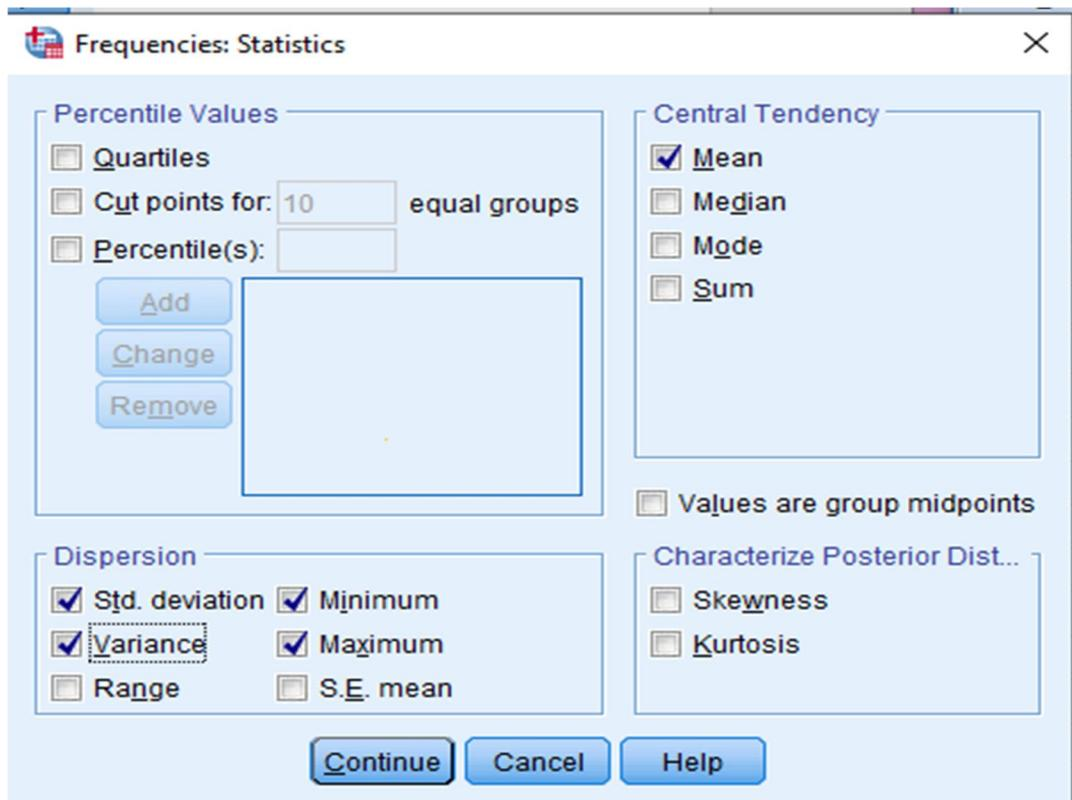 Frequencies: Statistics
Percentile Values
Quartiles
Cut points for: 10 equal groups
Percentile(s):
Add
Change
Remove
Central Tendency
Mean
Median
Mode
Sum
Values are group midpoints
Dispersion
Std. deviation Minimum
Variance Maximum
Range S.E. mean
Characterize Posterior Dist...
Skewness
Kurtosis
Continue Cancel Help